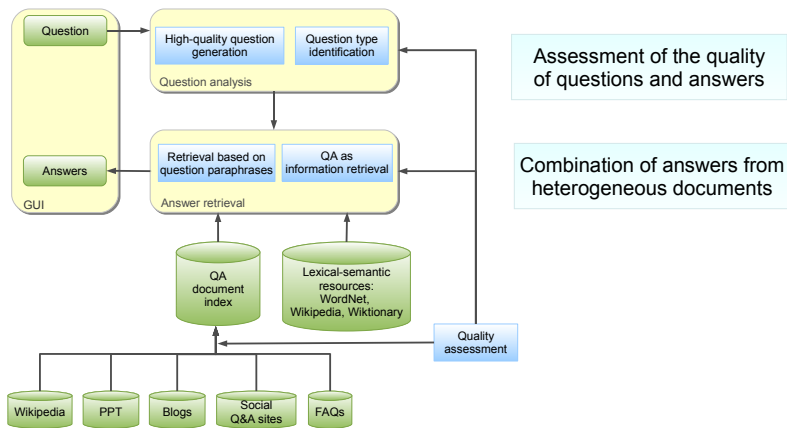 Question
High-quality question
generation
Question type
identification
Question analysis
Assessment of the quality
of questions and answers
Answers
GUI
Retrieval based on
question paraphrases
QA as
information retrieval
Answer retrieval
Combination of answers from
heterogeneous documents
QA
document
index
Lexical-semantic
resources:
WordNet,
Wikipedia, Wiktionary
Quality
assessment
Wikipedia
PPT
Blogs
Social
Q&A sites
FAQs